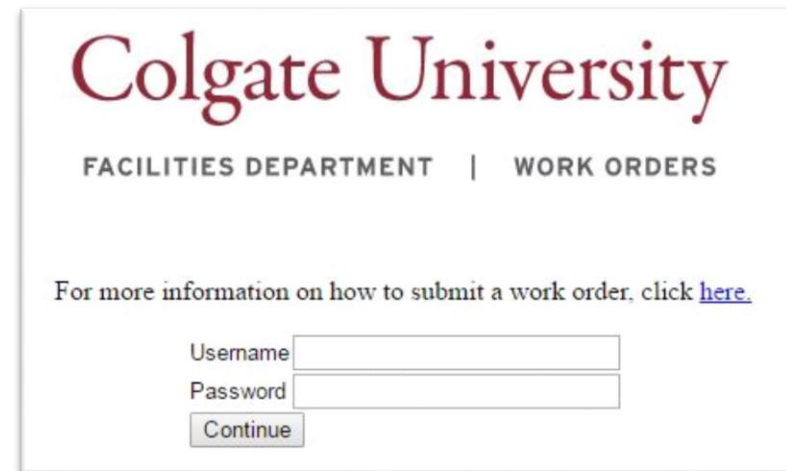 Colgate University
FACILITIES DEPARTMENT | WORK ORDERS
For more information on how to submit a work order, click here.
Username
Password
Continue